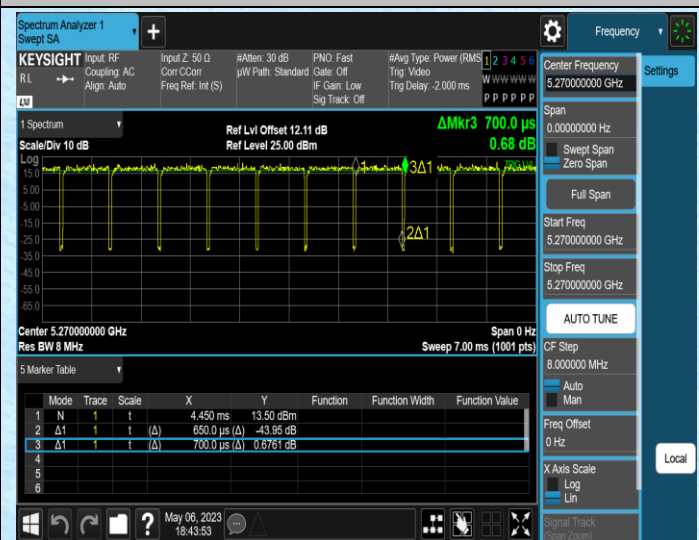 Spectrum Analyzer 1
Swept SA
+
Frequency
KEYSIGHT
RL
LXI
Input: RF
Coupling: AC
Align: Auto
Input Z: 50 Ω
Corr CCorr
Freq Ref: Int (S)
#Atten: 30 dB
µW Path: Standard
PNO: Fast
Gate: Off
IF Gain: Low
Sig Track: Off
#Avg Type: Power (RMS
Trig: Video
Trig Delay: -2.000 ms
1 2 3 4 5 6
W W W W W W
P P P P P P
1 Spectrum
Scale/Div 10 dB
Ref Lvl Offset 12.11 dB
Ref Level 25.00 dBm
ΔMkr3 700.0 µs
0.68 dB
Log
15.0
5.00
-5.00
-15.0
-25.0
-35.0
-45.0
-55.0
-65.0
1
3Δ1
TRIG LVL
2Δ1
Center 5.270000000 GHz
Res BW 8 MHz
Span 0 Hz
Sweep 7.00 ms (1001 pts)
5 Marker Table
Mode Trace Scale X Y Function Function Width Function Value
1 N 1 t 4.450 ms 13.50 dBm
2 Δ1 1 t (Δ) 650.0 µs (Δ) -43.95 dB
3 Δ1 1 t (Δ) 700.0 µs (Δ) 0.6761 dB
4
5
6
?
May 06, 2023
18:43:53
Center Frequency
5.270000000 GHz
Span
0.00000000 Hz
Swept Span
Zero Span
Full Span
Start Freq
5.270000000 GHz
Stop Freq
5.270000000 GHz
AUTO TUNE
CF Step
8.000000 MHz
Auto
Man
Freq Offset
0 Hz
X Axis Scale
Log
Lin
Signal Track
(Span Zoom)
Settings
Local